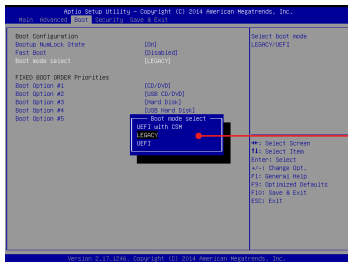 Aptio Setup Utility - Copyright (C) 2014 American Megatrends, Inc.
Main Advanced Boot Security Save & Exit
Boot Configuration
Bootup NumLock State [On]
Fast Boot [Disabled]
Boot mode select [LEGACY]
FIXED BOOT ORDER Priorities
Boot Option #1 [CD/DVD]
Boot Option #2 [USB CD/DVD]
Boot Option #3 [Hard Disk]
Boot Option #4 [USB Hard Disk]
Boot Option #5
Boot mode select
UEFI with CSM
LEGACY
UEFI
Select boot mode
LEGACY/UEFI
→←: Select Screen
↑↓: Select Item
Enter: Select
+/-: Change Opt.
F1: General Help
F9: Optimized Defaults
F10: Save & Exit
ESC: Exit
Version 2.17.1246. Copyright (C) 2014 American Megatrends, Inc.